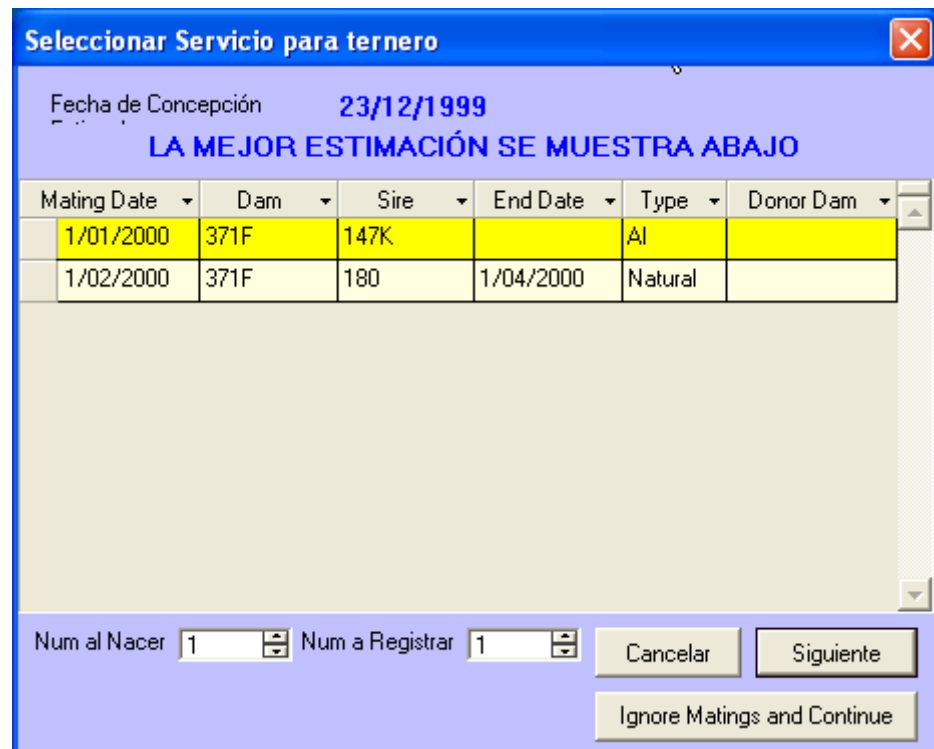 Seleccionar Servicio para ternero
Fecha de Concepción 23/12/1999
LA MEJOR ESTIMACIÓN SE MUESTRA ABAJO
Mating Date Dam Sire End Date Type Donor Dam
1/01/2000 371F 147K AI
1/02/2000 371F 180 1/04/2000 Natural
Num al Nacer 1 Num a Registrar 1 Cancelar Siguiente
Ignore Matings and Continue